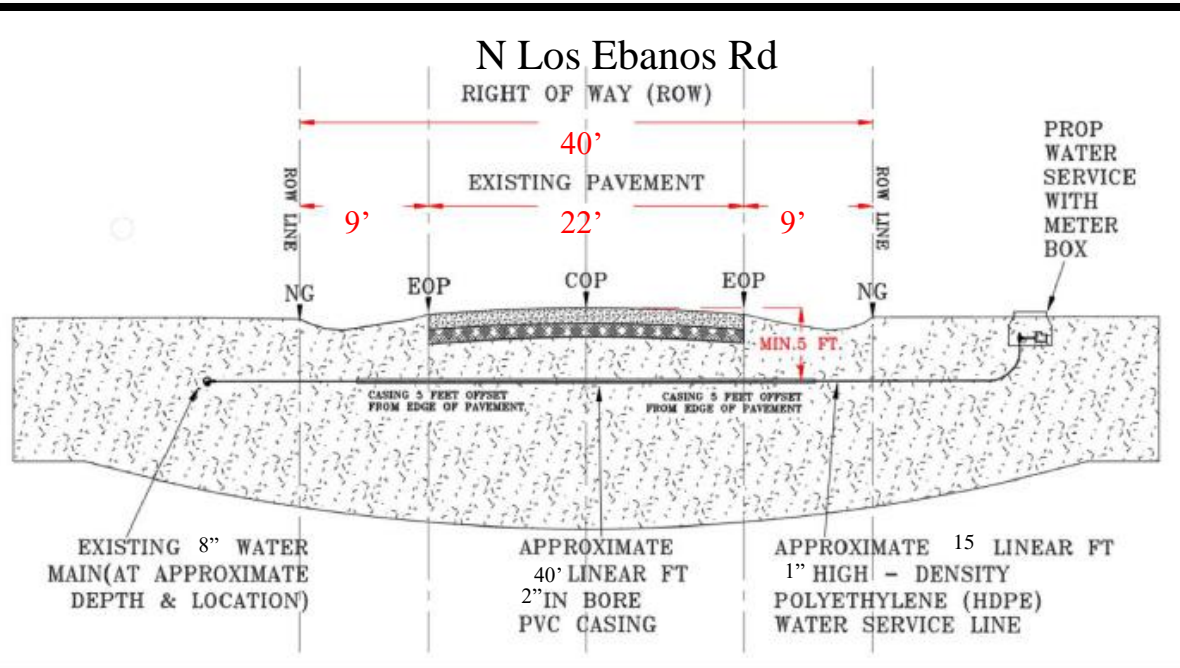 N Los Ebanos Rd
RIGHT OF WAY (ROW)
40’
EXISTING PAVEMENT
9’
22’
9’
ROW LINE
ROW LINE
PROP
WATER
SERVICE
WITH
METER
BOX
NG
EOP
COP
EOP
NG
MIN.5 FT.
CASING 5 FEET OFFSET
FROM EDGE OF PAVEMENT
CASING 5 FEET OFFSET
FROM EDGE OF PAVEMENT
EXISTING 8” WATER
MAIN(AT APPROXIMATE
DEPTH & LOCATION)
APPROXIMATE
40’ LINEAR FT
2”IN BORE
PVC CASING
APPROXIMATE 15 LINEAR FT
1” HIGH - DENSITY
POLYETHYLENE (HDPE)
WATER SERVICE LINE